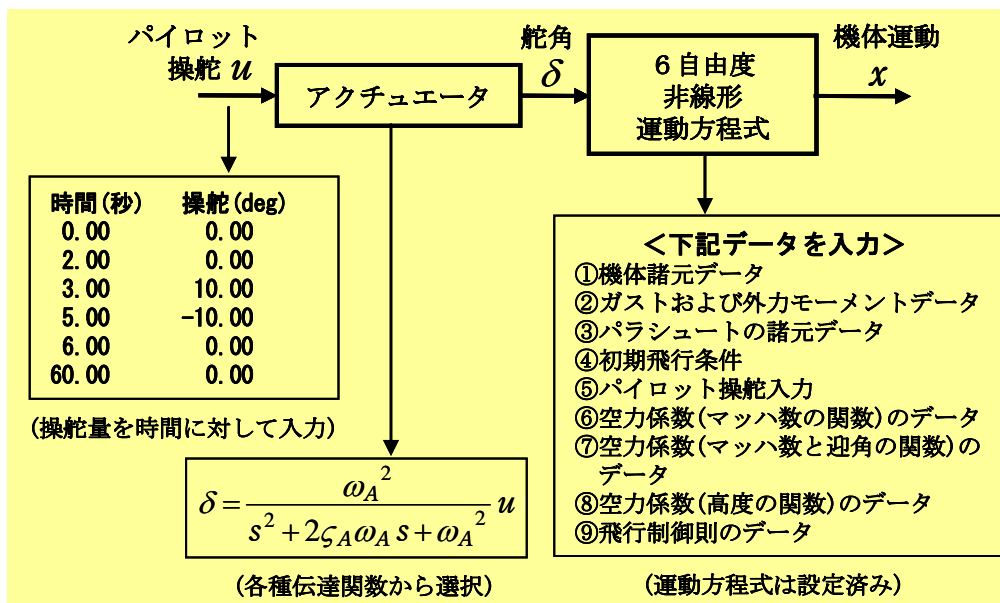 パイロット
操舵 u
アクチュエータ
舵角
δ
６自由度
非線形
運動方程式
機体運動
x
時間(秒) 操舵(deg)
0.00 0.00
2.00 0.00
3.00 10.00
5.00 -10.00
6.00 0.00
60.00 0.00
(操舵量を時間に対して入力)
δ = ω_A² / (s² + 2ς_A ω_A s + ω_A²) u
(各種伝達関数から選択)
＜下記データを入力＞
①機体諸元データ
②ガストおよび外力モーメントデータ
③パラシュートの諸元データ
④初期飛行条件
⑤パイロット操舵入力
⑥空力係数(マッハ数の関数)のデータ
⑦空力係数(マッハ数と迎角の関数)の
データ
⑧空力係数(高度の関数)のデータ
⑨飛行制御則のデータ
(運動方程式は設定済み)